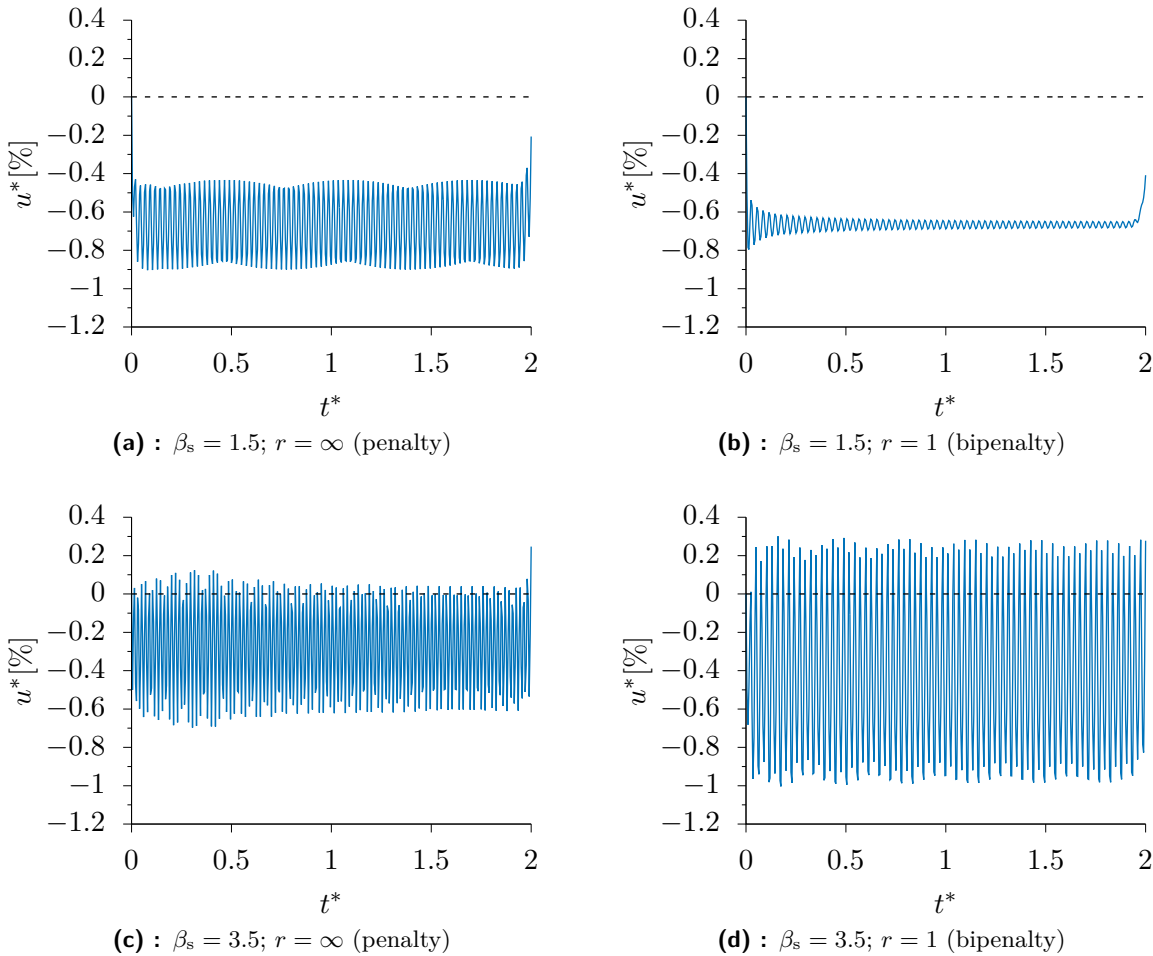 0.4 0.4
0.2 0.2
0 0
−0.2 −0.2
−0.4 −0.4
−0.6 −0.6
−0.8 −0.8
−1 −1
−1.2 −1.2
u*[%] u*[%]
0 0.5 1 1.5 2 0 0.5 1 1.5 2
t* t*
(a) : βs = 1.5; r = ∞ (penalty) (b) : βs = 1.5; r = 1 (bipenalty)
0.4 0.4
0.2 0.2
0 0
−0.2 −0.2
−0.4 −0.4
−0.6 −0.6
−0.8 −0.8
−1 −1
−1.2 −1.2
u*[%] u*[%]
0 0.5 1 1.5 2 0 0.5 1 1.5 2
t* t*
(c) : βs = 3.5; r = ∞ (penalty) (d) : βs = 3.5; r = 1 (bipenalty)